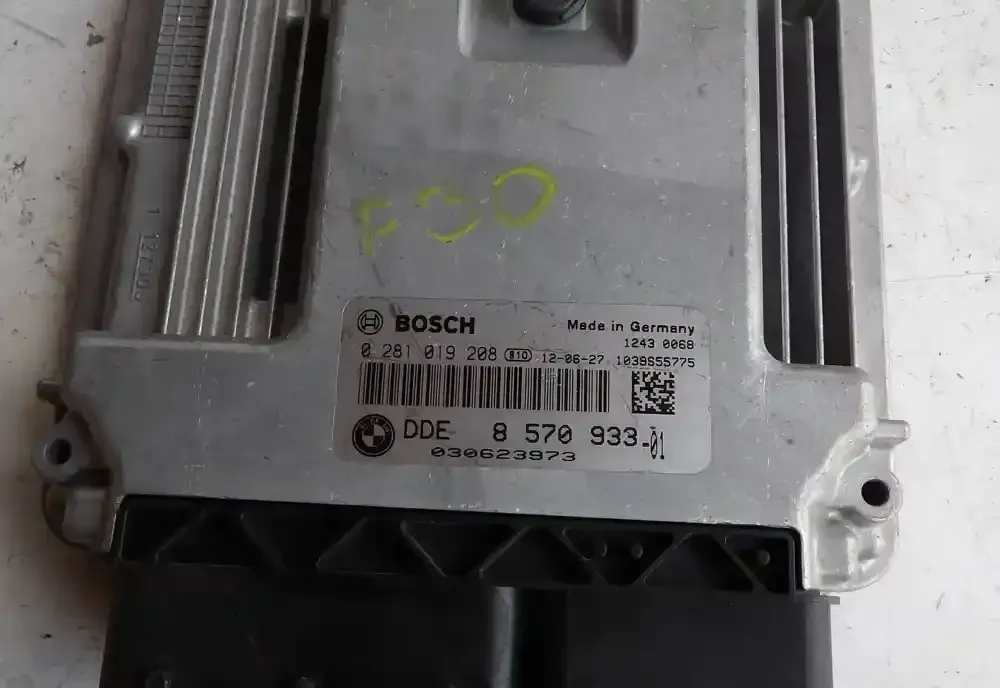 F30
BOSCH
Made in Germany
1243 0068
0 281 019 208 810 12-06-27 1039S55775
DDE 8 570 933-01
030623973